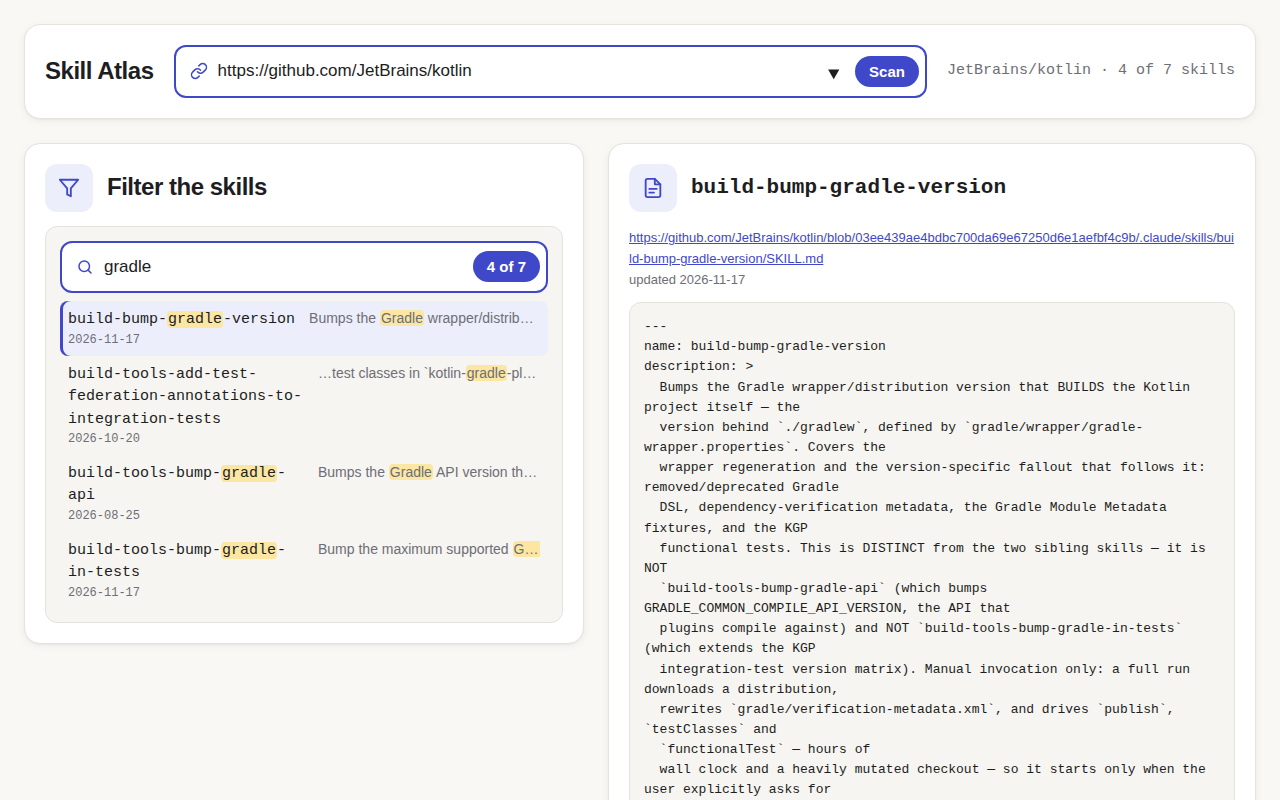 Skill Atlas
https://github.com/JetBrains/kotlin
Scan
JetBrains/kotlin · 4 of 7 skills
Filter the skills
gradle
4 of 7
build-bump-gradle-version
Bumps the Gradle wrapper/distrib…
2026-11-17
build-tools-add-test-
federation-annotations-to-
integration-tests
…test classes in `kotlin-gradle-pl…
2026-10-20
build-tools-bump-gradle-
api
Bumps the Gradle API version th…
2026-08-25
build-tools-bump-gradle-
in-tests
Bump the maximum supported G…
2026-11-17
build-bump-gradle-version
https://github.com/JetBrains/kotlin/blob/03ee439ae4bdbc700da69e67250d6e1aefbf4c9b/.claude/skills/bui
ld-bump-gradle-version/SKILL.md
updated 2026-11-17
---
name: build-bump-gradle-version
description: >
  Bumps the Gradle wrapper/distribution version that BUILDS the Kotlin
project itself — the
  version behind `./gradlew`, defined by `gradle/wrapper/gradle-
wrapper.properties`. Covers the
  wrapper regeneration and the version-specific fallout that follows it:
removed/deprecated Gradle
  DSL, dependency-verification metadata, the Gradle Module Metadata
fixtures, and the KGP
  functional tests. This is DISTINCT from the two sibling skills — it is
NOT
  `build-tools-bump-gradle-api` (which bumps
GRADLE_COMMON_COMPILE_API_VERSION, the API that
  plugins compile against) and NOT `build-tools-bump-gradle-in-tests`
(which extends the KGP
  integration-test version matrix). Manual invocation only: a full run
downloads a distribution,
  rewrites `gradle/verification-metadata.xml`, and drives `publish`,
`testClasses` and
  `functionalTest` — hours of
  wall clock and a heavily mutated checkout — so it starts only when the
user explicitly asks for